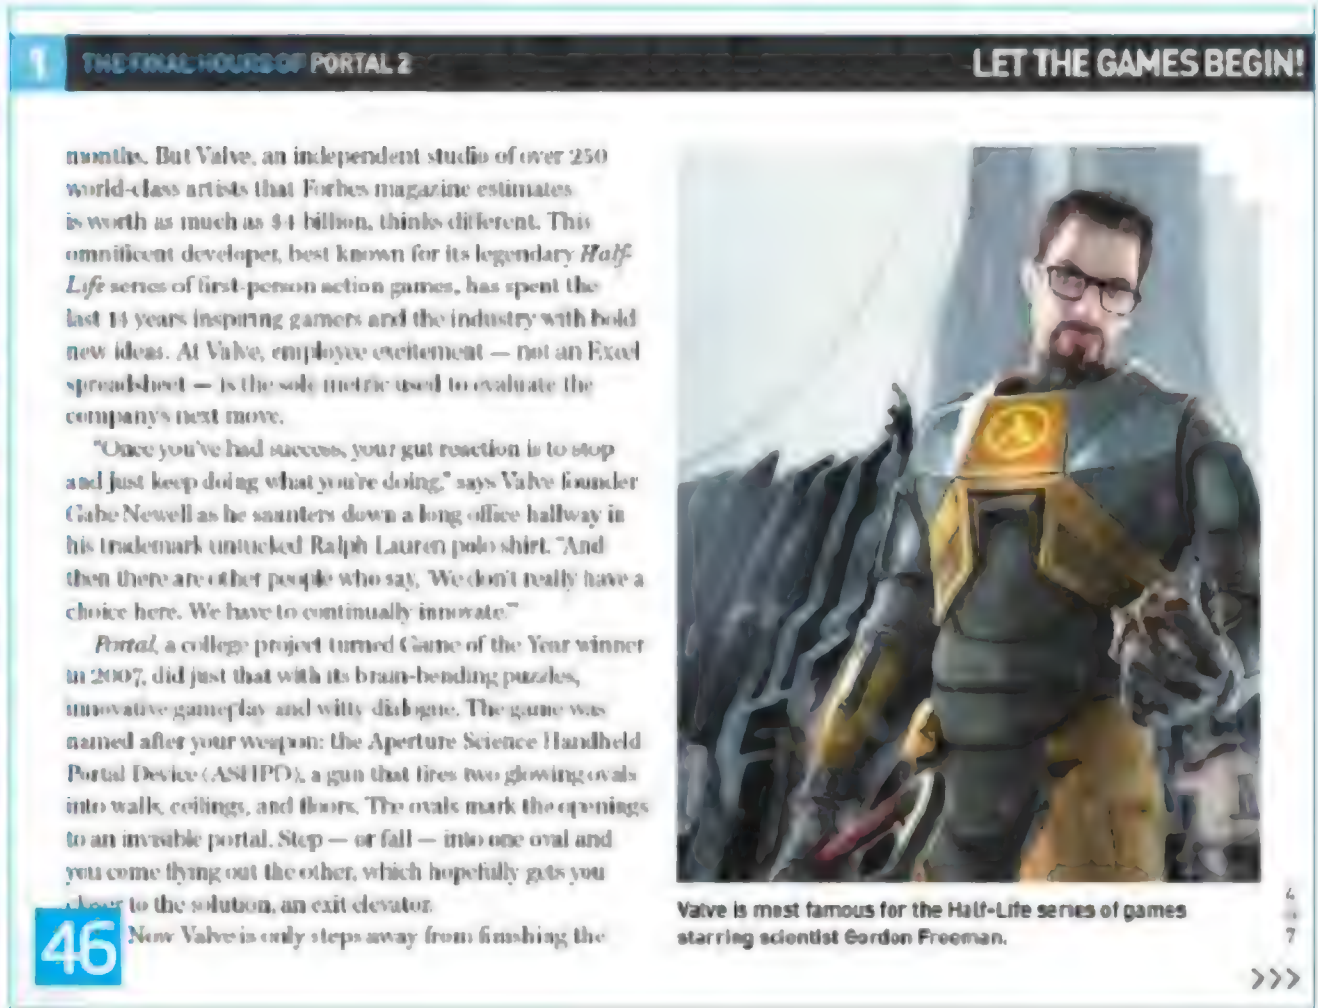 1
THE FINAL HOURS OF PORTAL 2
LET THE GAMES BEGIN!
months. But Valve, an independent studio of over 250
world-class artists that Forbes magazine estimates
is worth as much as $4 billion, thinks different. This
omnificent developer, best known for its legendary Half-
Life series of first-person action games, has spent the
last 14 years inspiring gamers and the industry with bold
new ideas. At Valve, employee excitement — not an Excel
spreadsheet — is the sole metric used to evaluate the
company's next move.
"Once you've had success, your gut reaction is to stop
and just keep doing what you're doing," says Valve founder
Gabe Newell as he saunters down a long office hallway in
his trademark untucked Ralph Lauren polo shirt. "And
then there are other people who say, 'We don't really have a
choice here. We have to continually innovate.'"
Portal, a college project turned Game of the Year winner
in 2007, did just that with its brain-bending puzzles,
innovative gameplay and witty dialogue. The game was
named after your weapon: the Aperture Science Handheld
Portal Device (ASHPD), a gun that fires two glowing ovals
into walls, ceilings, and floors. The ovals mark the openings
to an invisible portal. Step — or fall — into one oval and
you come flying out the other, which hopefully gets you
closer to the solution, an exit elevator.
Now Valve is only steps away from finishing the
46
Valve is most famous for the Half-Life series of games
starring scientist Gordon Freeman.
4
7
>>>